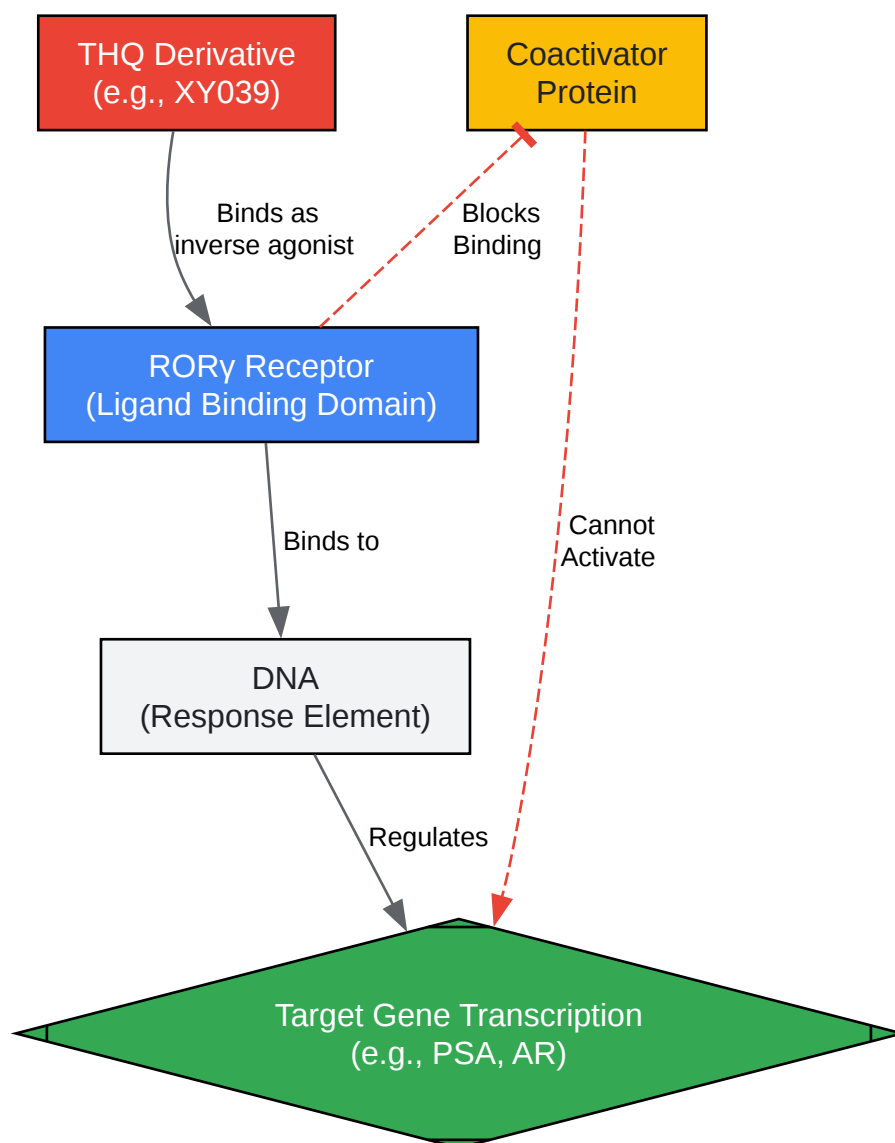 THQ Derivative
(e.g., XY039)
Coactivator
Protein
Binds as
inverse agonist
Blocks
Binding
RORγ Receptor
(Ligand Binding Domain)
Binds to
Cannot
Activate
DNA
(Response Element)
Regulates
Target Gene Transcription
(e.g., PSA, AR)